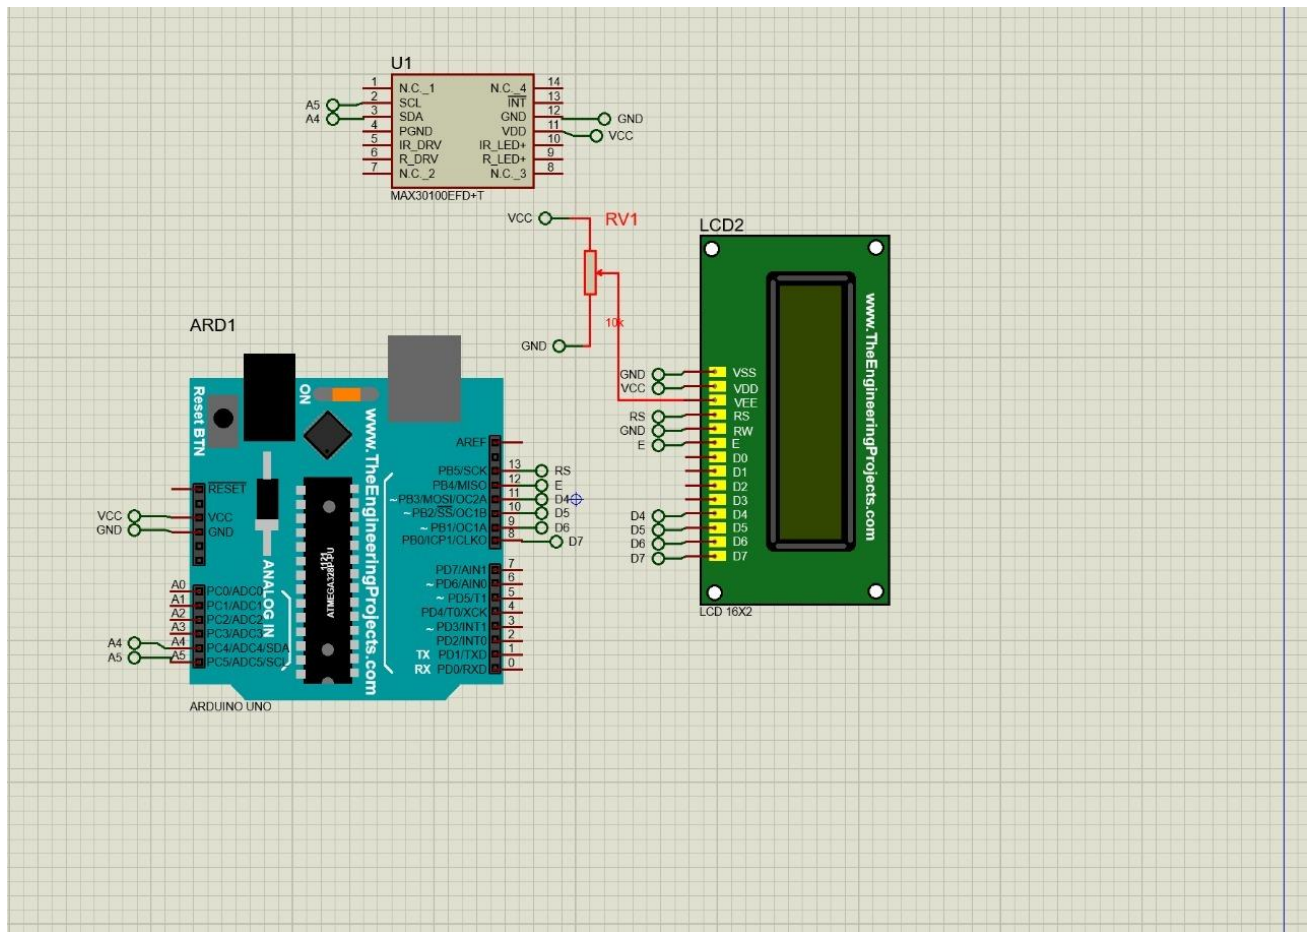 U1
1 N.C._1 N.C._4 14
A5 2 SCL INT 13
A4 3 SDA GND 12 GND
4 PGND VDD 11 VCC
5 IR_DRV IR_LED+ 10
6 R_DRV R_LED+ 9
7 N.C._2 N.C._3 8
MAX30100EFD+T
VCC RV1
10k
GND
LCD2
www.TheEngineeringProjects.com
GND VSS
VCC VDD
VEE
RS RS
GND RW
E E
D0
D1
D2
D3
D4 D4
D5 D5
D6 D6
D7 D7
LCD 16X2
ARD1
Reset BTN
ON
www.TheEngineeringProjects.com
AREF
PB5/SCK 13 RS
PB4/MISO 12 E
~PB3/MOSI/OC2A 11 D4
~PB2/SS/OC1B 10 D5
~PB1/OC1A 9 D6
PB0/ICP1/CLKO 8 D7
PD7/AIN1 7
~PD6/AIN0 6
~PD5/T1 5
PD4/T0/XCK 4
~PD3/INT1 3
PD2/INT0 2
TX PD1/TXD 1
RX PD0/RXD 0
RESET
VCC VCC
GND GND
ANALOG IN
A0 PC0/ADC0
A1 PC1/ADC1
A2 PC2/ADC2
A3 PC3/ADC3
A4 A4 PC4/ADC4/SDA
A5 A5 PC5/ADC5/SCL
ATMEGA328P-PU
1121
ARDUINO UNO